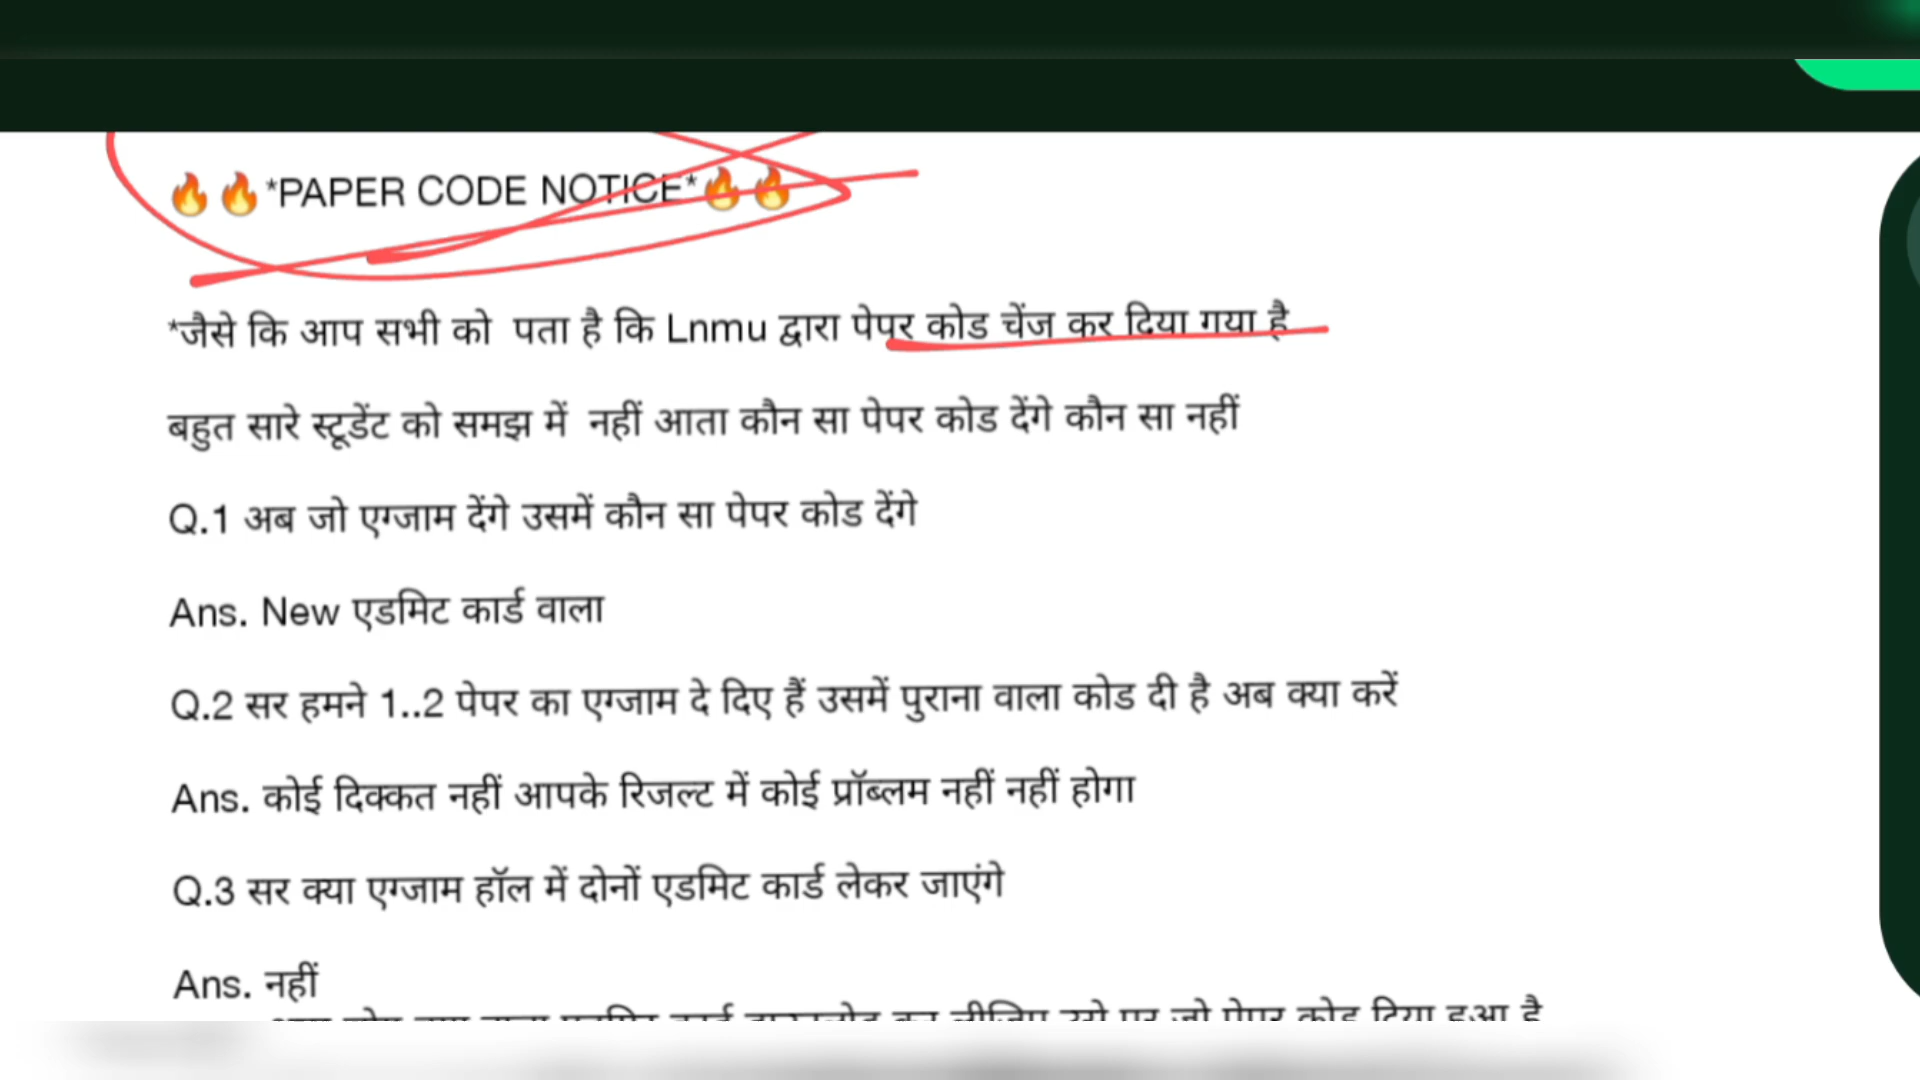 🔥🔥*PAPER CODE NOTICE*🔥🔥
*जैसे कि आप सभी को पता है कि Lnmu द्वारा पेपर कोड चेंज कर दिया गया है
बहुत सारे स्टूडेंट को समझ में नहीं आता कौन सा पेपर कोड देंगे कौन सा नहीं
Q.1 अब जो एग्जाम देंगे उसमें कौन सा पेपर कोड देंगे
Ans. New एडमिट कार्ड वाला
Q.2 सर हमने 1..2 पेपर का एग्जाम दे दिए हैं उसमें पुराना वाला कोड दी है अब क्या करें
Ans. कोई दिक्कत नहीं आपके रिजल्ट में कोई प्रॉब्लम नहीं नहीं होगा
Q.3 सर क्या एग्जाम हॉल में दोनों एडमिट कार्ड लेकर जाएंगे
Ans. नहीं
पर जो पेपर कोड दिया हुआ है